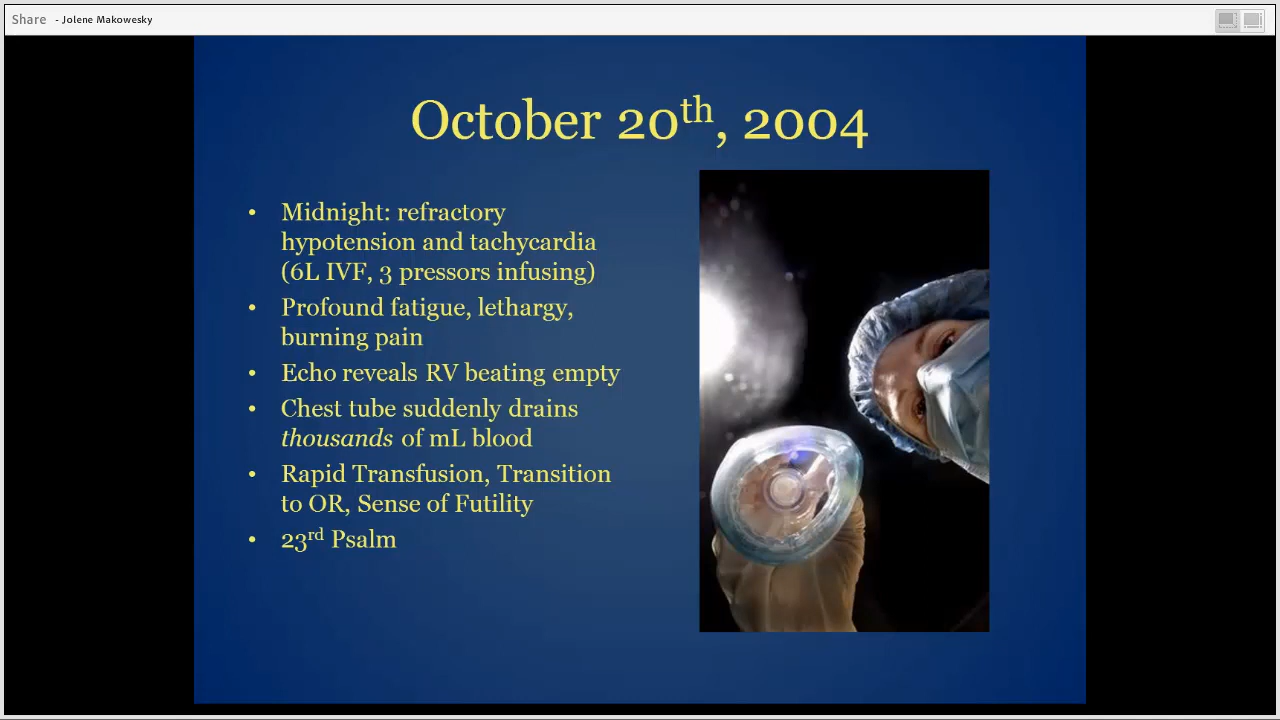 Share - Jolene Makowesky
October 20th, 2004
• Midnight: refractory
hypotension and tachycardia
(6L IVF, 3 pressors infusing)
• Profound fatigue, lethargy,
burning pain
• Echo reveals RV beating empty
• Chest tube suddenly drains
thousands of mL blood
• Rapid Transfusion, Transition
to OR, Sense of Futility
• 23rd Psalm